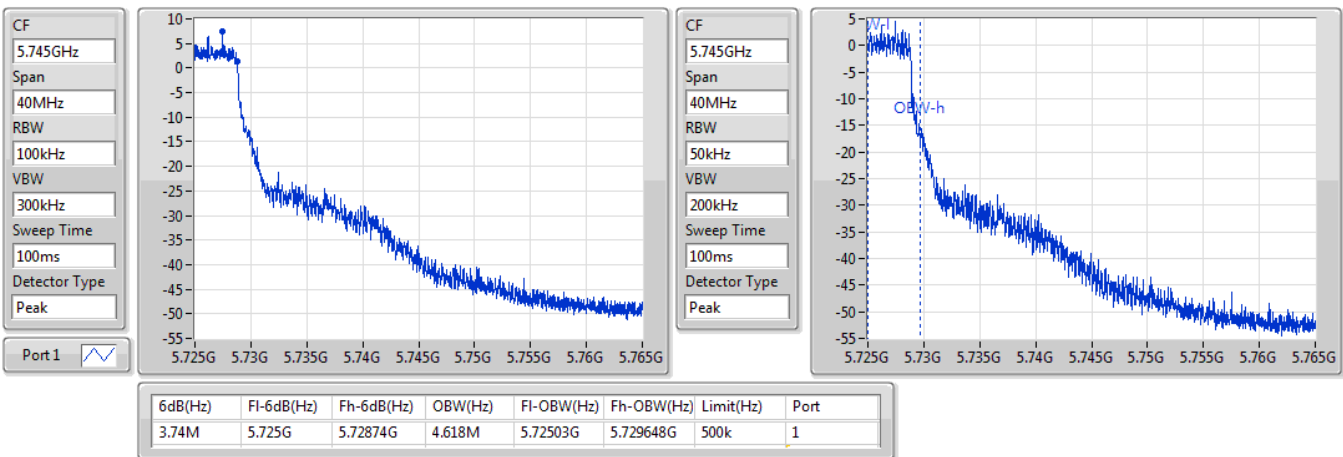 CF
5.745GHz
Span
40MHz
RBW
100kHz
VBW
300kHz
Sweep Time
100ms
Detector Type
Peak
Port 1
10
5
0
-5
-10
-15
-20
-25
-30
-35
-40
-45
-50
-55
5.725G 5.73G 5.735G 5.74G 5.745G 5.75G 5.755G 5.76G 5.765G
CF
5.745GHz
Span
40MHz
RBW
50kHz
VBW
200kHz
Sweep Time
100ms
Detector Type
Peak
5
0
-5
-10
-15
-20
-25
-30
-35
-40
-45
-50
-55
OBW-h
5.725G 5.73G 5.735G 5.74G 5.745G 5.75G 5.755G 5.76G 5.765G
6dB(Hz) Fl-6dB(Hz) Fh-6dB(Hz) OBW(Hz) Fl-OBW(Hz) Fh-OBW(Hz) Limit(Hz) Port
3.74M 5.725G 5.72874G 4.618M 5.72503G 5.729648G 500k 1